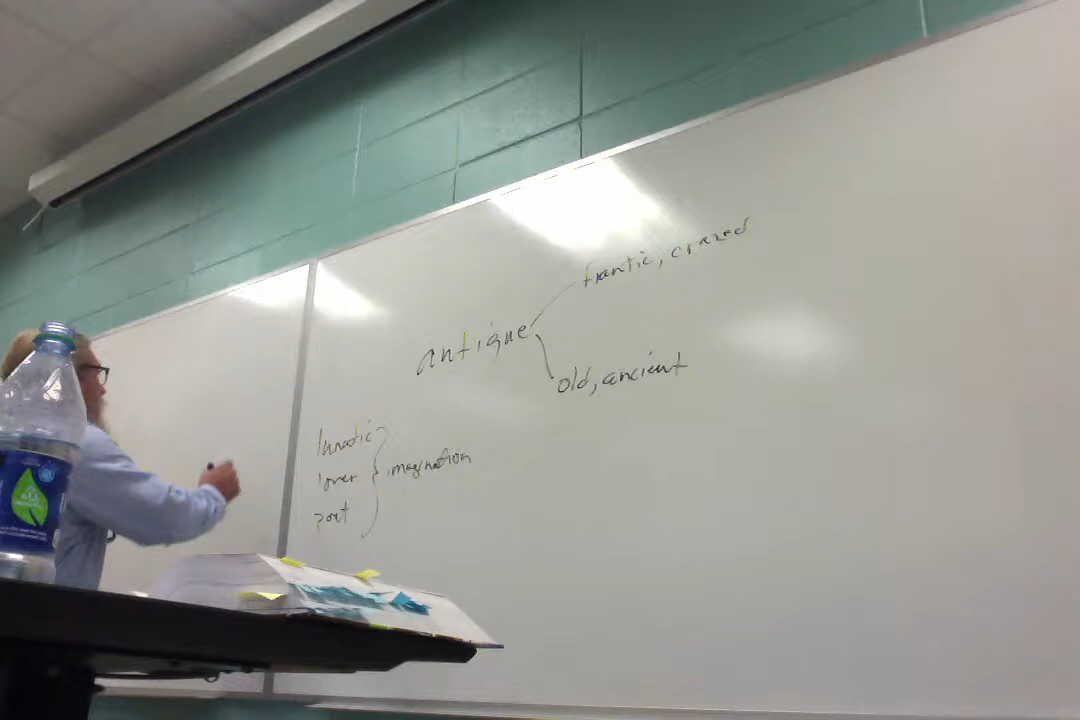 frantic, crazed
antique
old, ancient
lunatic
lover
imagination
poet